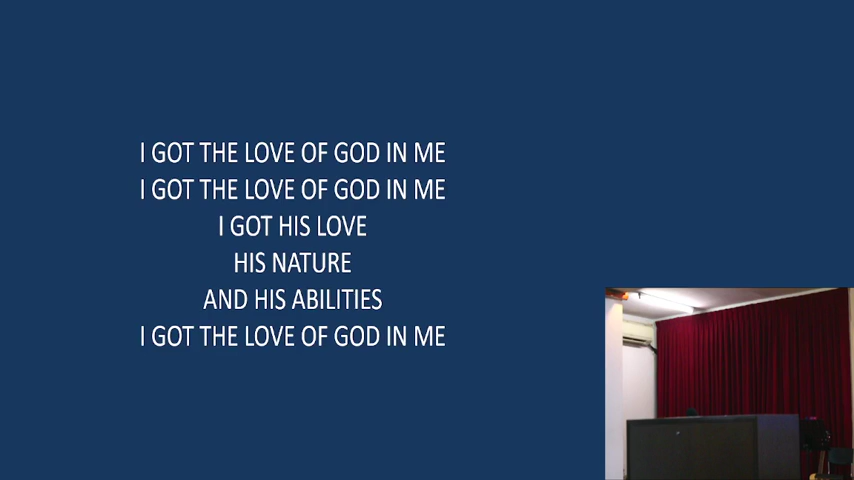 I GOT THE LOVE OF GOD IN ME
I GOT THE LOVE OF GOD IN ME
I GOT HIS LOVE
HIS NATURE
AND HIS ABILITIES
I GOT THE LOVE OF GOD IN ME